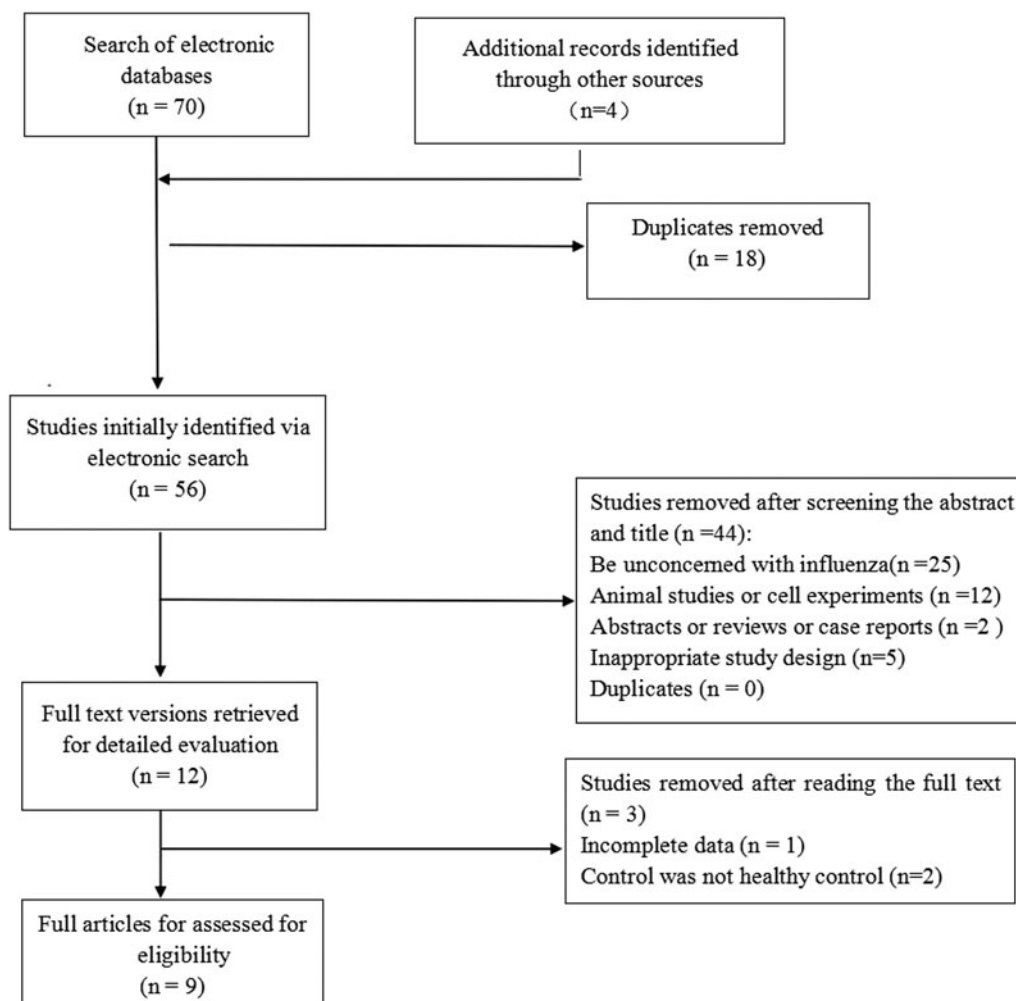 Search of electronic
databases
(n = 70)
Additional records identified
through other sources
(n=4)
Duplicates removed
(n = 18)
Studies initially identified via
electronic search
(n = 56)
Studies removed after screening the abstract
and title (n =44):
Be unconcerned with influenza(n =25)
Animal studies or cell experiments (n =12)
Abstracts or reviews or case reports (n =2 )
Inappropriate study design (n=5)
Duplicates (n = 0)
Full text versions retrieved
for detailed evaluation
(n = 12)
Studies removed after reading the full text
(n = 3)
Incomplete data (n = 1)
Control was not healthy control (n=2)
Full articles for assessed for
eligibility
(n = 9)